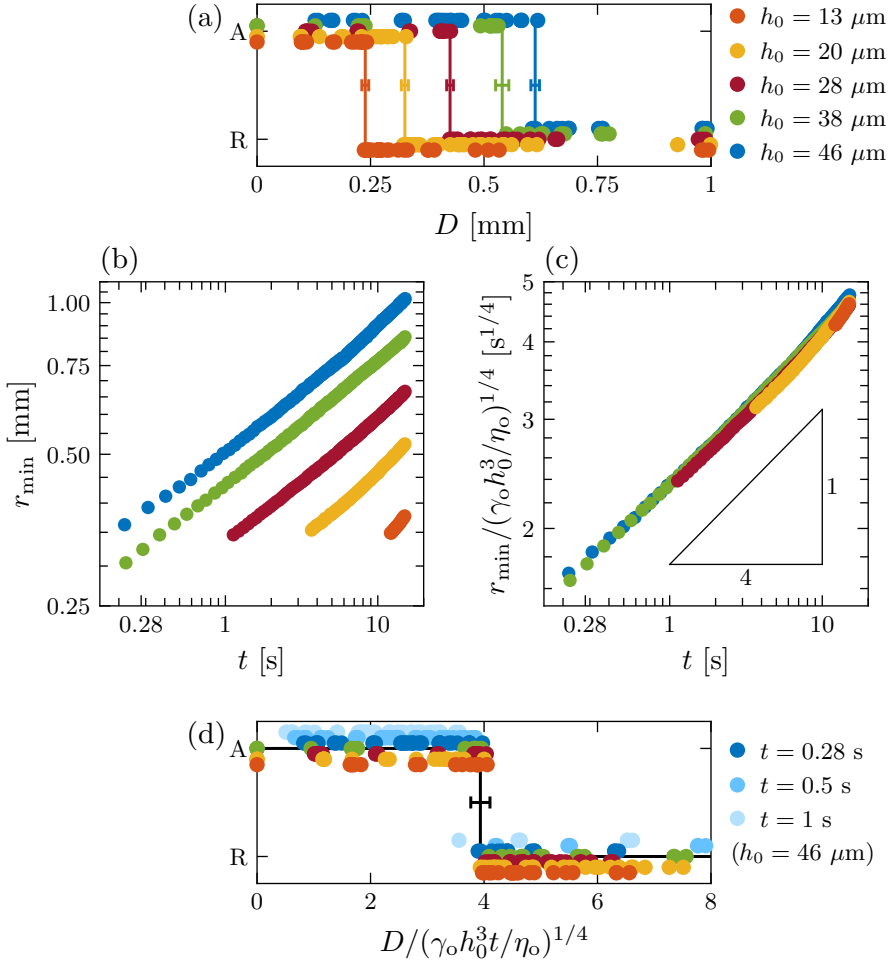 (a)
A
R
0 0.25 0.5 0.75 1
D [mm]
h₀ = 13 μm
h₀ = 20 μm
h₀ = 28 μm
h₀ = 38 μm
h₀ = 46 μm
(b)
1.00
0.75
0.50
0.25
r_min [mm]
0.28 1 10
t [s]
(c)
5
4
3
2
r_min/(γₒh₀³/ηₒ)^{1/4} [s^{1/4}]
1
4
0.28 1 10
t [s]
(d)
A
R
0 2 4 6 8
D/(γₒh₀³t/ηₒ)^{1/4}
t = 0.28 s
t = 0.5 s
t = 1 s
(h₀ = 46 μm)